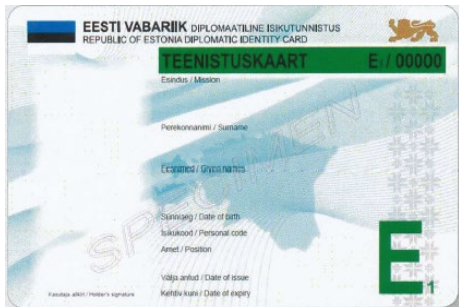 EESTI VABARIIK DIPLOMAATILINE ISIKUTUNNISTUS
REPUBLIC OF ESTONIA DIPLOMATIC IDENTITY CARD
TEENISTUSKAART E1 / 00000
Esindus / Mission
Perekonnanimi / Surname
Eesnimed / Given names
SPECIMEN
Sünniaeg / Date of birth
Isikukood / Personal code
Amet / Position
Välja antud / Date of issue
Kasutaja allkiri / Holder's signature
Kehtiv kuni / Date of expiry
E1